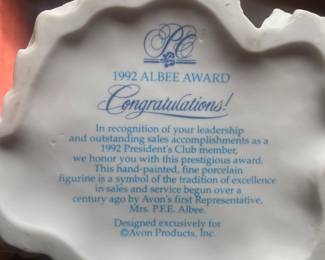 PC
1992 ALBEE AWARD
Congratulations!
In recognition of your leadership
and outstanding sales accomplishments as a
1992 President's Club member,
we honor you with this prestigious award.
This hand-painted, fine porcelain
figurine is a symbol of the tradition of excellence
in sales and service begun over a
century ago by Avon's first Representative,
Mrs. P.F.E. Albee.
Designed exclusively for
©Avon Products, Inc.